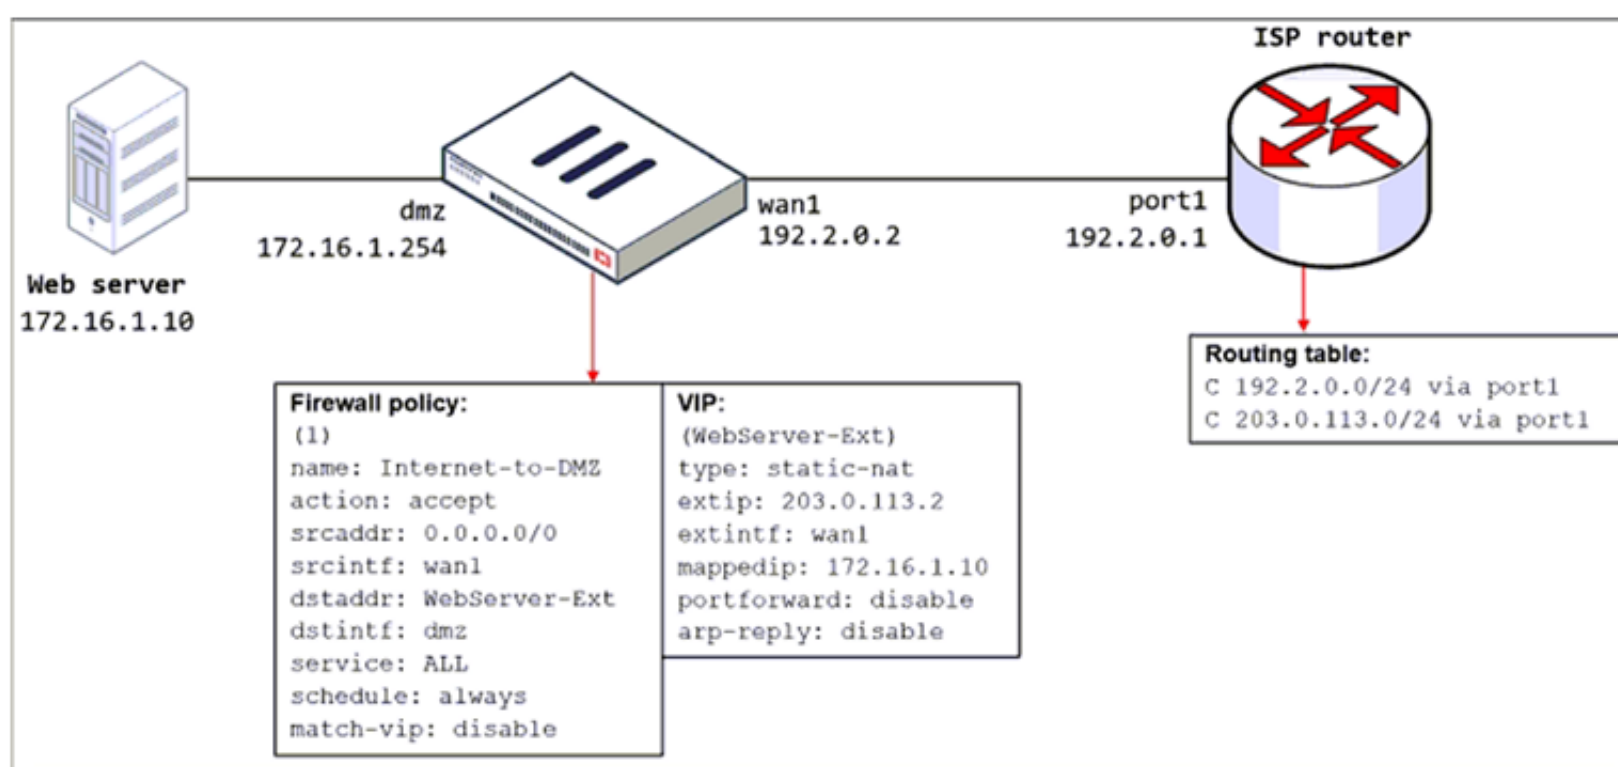 ISP router
dmz
172.16.1.254
wan1
192.2.0.2
port1
192.2.0.1
Web server
172.16.1.10
Routing table:
C 192.2.0.0/24 via port1
C 203.0.113.0/24 via port1
Firewall policy:
(1)
name: Internet-to-DMZ
action: accept
srcaddr: 0.0.0.0/0
srcintf: wan1
dstaddr: WebServer-Ext
dstintf: dmz
service: ALL
schedule: always
match-vip: disable
VIP:
(WebServer-Ext)
type: static-nat
extip: 203.0.113.2
extintf: wan1
mappedip: 172.16.1.10
portforward: disable
arp-reply: disable